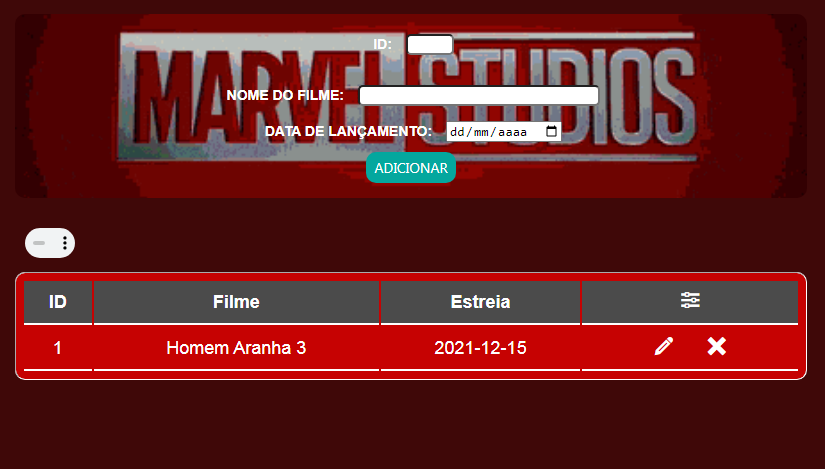 MARVEL STUDIOS
ID:
NOME DO FILME:
DATA DE LANÇAMENTO: dd/mm/aaaa
ADICIONAR
ID Filme Estreia
1 Homem Aranha 3 2021-12-15